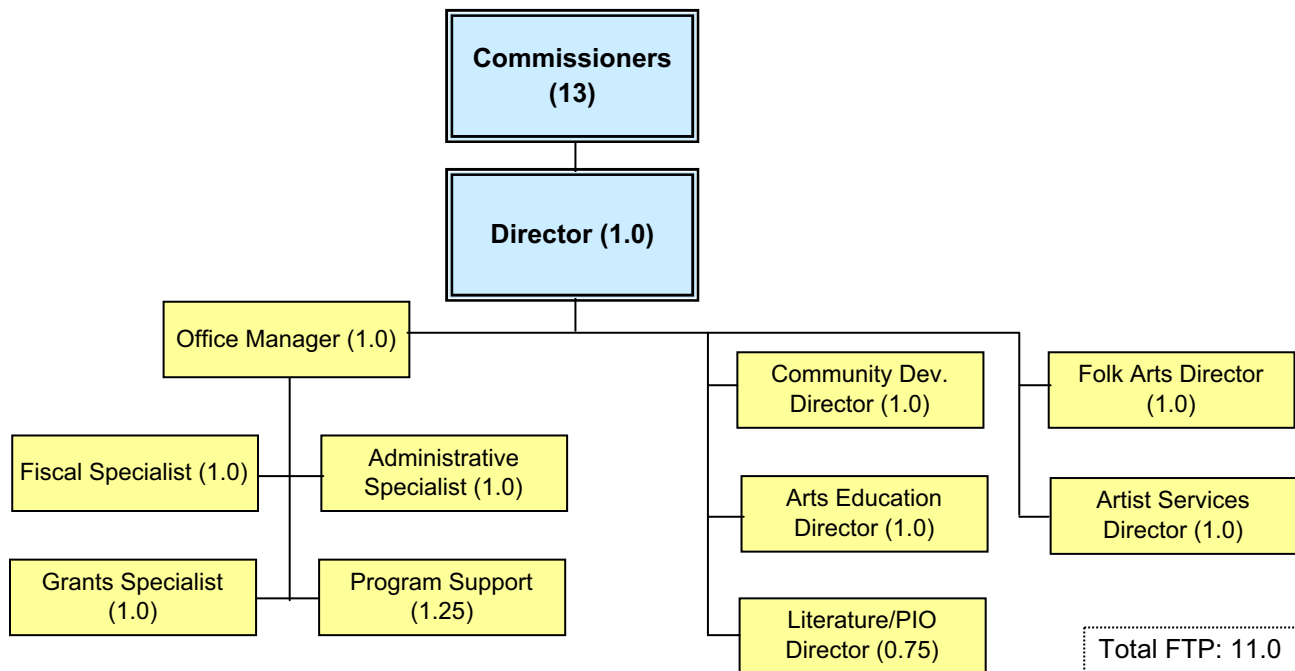 Commissioners
(13)
Director (1.0)
Office Manager (1.0)
Community Dev.
Director (1.0)
Folk Arts Director
(1.0)
Fiscal Specialist (1.0)
Administrative
Specialist (1.0)
Arts Education
Director (1.0)
Artist Services
Director (1.0)
Grants Specialist
(1.0)
Program Support
(1.25)
Literature/PIO
Director (0.75)
Total FTP: 11.0